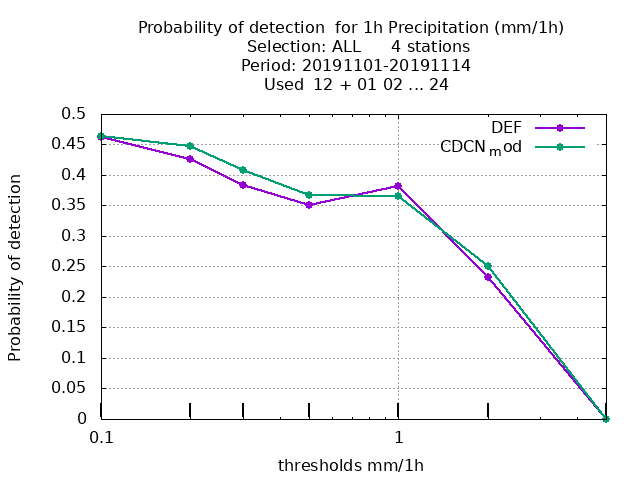 Probability of detection  for 1h Precipitation (mm/1h)
Selection: ALL      4 stations
Period: 20191101-20191114
Used  12 + 01 02 ... 24
DEF
CDCNmod
0.5
0.45
0.4
0.35
0.3
0.25
0.2
0.15
0.1
0.05
0
Probability of detection
0.1
1
thresholds mm/1h